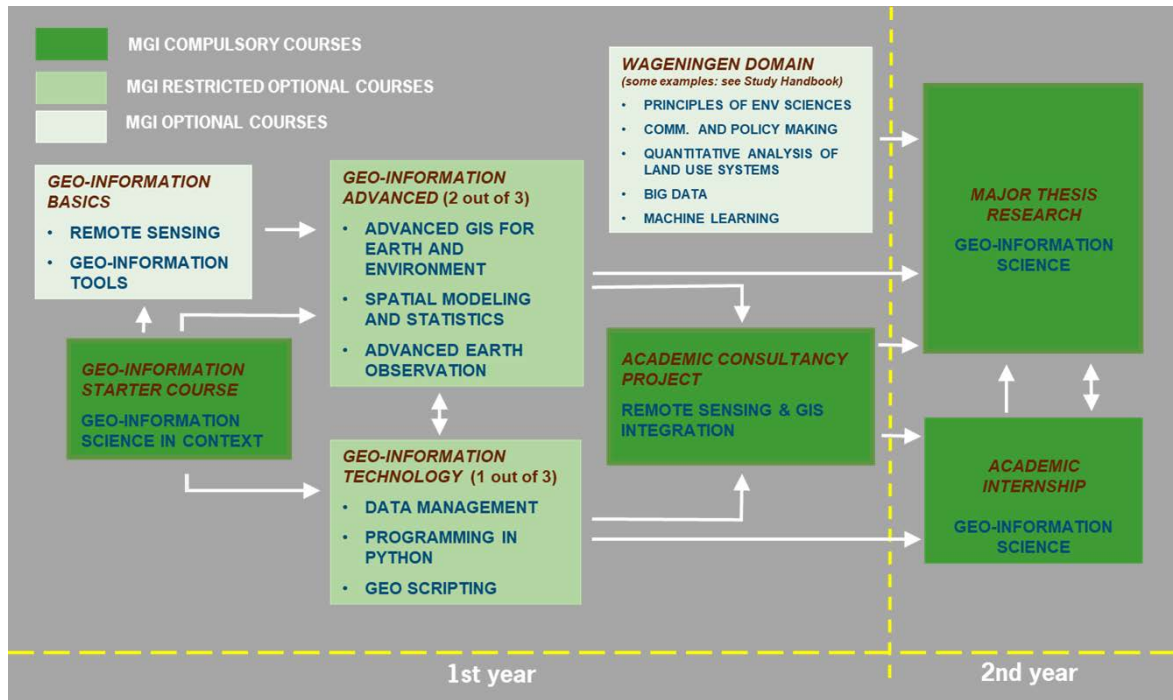 MGI COMPULSORY COURSES
MGI RESTRICTED OPTIONAL COURSES
MGI OPTIONAL COURSES
GEO-INFORMATION
BASICS
• REMOTE SENSING
• GEO-INFORMATION
TOOLS
GEO-INFORMATION
STARTER COURSE
GEO-INFORMATION
SCIENCE IN CONTEXT
GEO-INFORMATION
ADVANCED (2 out of 3)
• ADVANCED GIS FOR
EARTH AND
ENVIRONMENT
• SPATIAL MODELING
AND STATISTICS
• ADVANCED EARTH
OBSERVATION
GEO-INFORMATION
TECHNOLOGY (1 out of 3)
• DATA MANAGEMENT
• PROGRAMMING IN
PYTHON
• GEO SCRIPTING
WAGENINGEN DOMAIN
(some examples: see Study Handbook)
• PRINCIPLES OF ENV SCIENCES
• COMM. AND POLICY MAKING
• QUANTITATIVE ANALYSIS OF
LAND USE SYSTEMS
• BIG DATA
• MACHINE LEARNING
ACADEMIC CONSULTANCY
PROJECT
REMOTE SENSING & GIS
INTEGRATION
MAJOR THESIS
RESEARCH
GEO-INFORMATION
SCIENCE
ACADEMIC
INTERNSHIP
GEO-INFORMATION
SCIENCE
1st year
2nd year